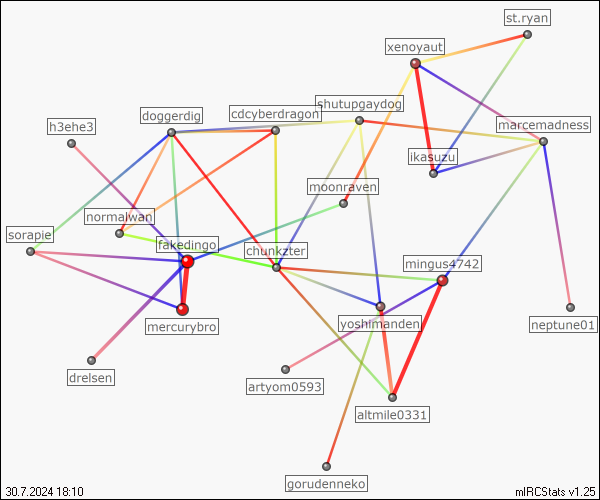 st.ryan
xenoyaut
shutupgaydog
cdcyberdragon
doggerdig
marcemadness
h3ehe3
ikasuzu
moonraven
normalwan
sorapie
fakedingo
chunkzter
mingus4742
mercurybro
yoshimanden
neptune01
drelsen
artyom0593
altmile0331
gorudenneko
30.7.2024 18:10
mIRCStats v1.25